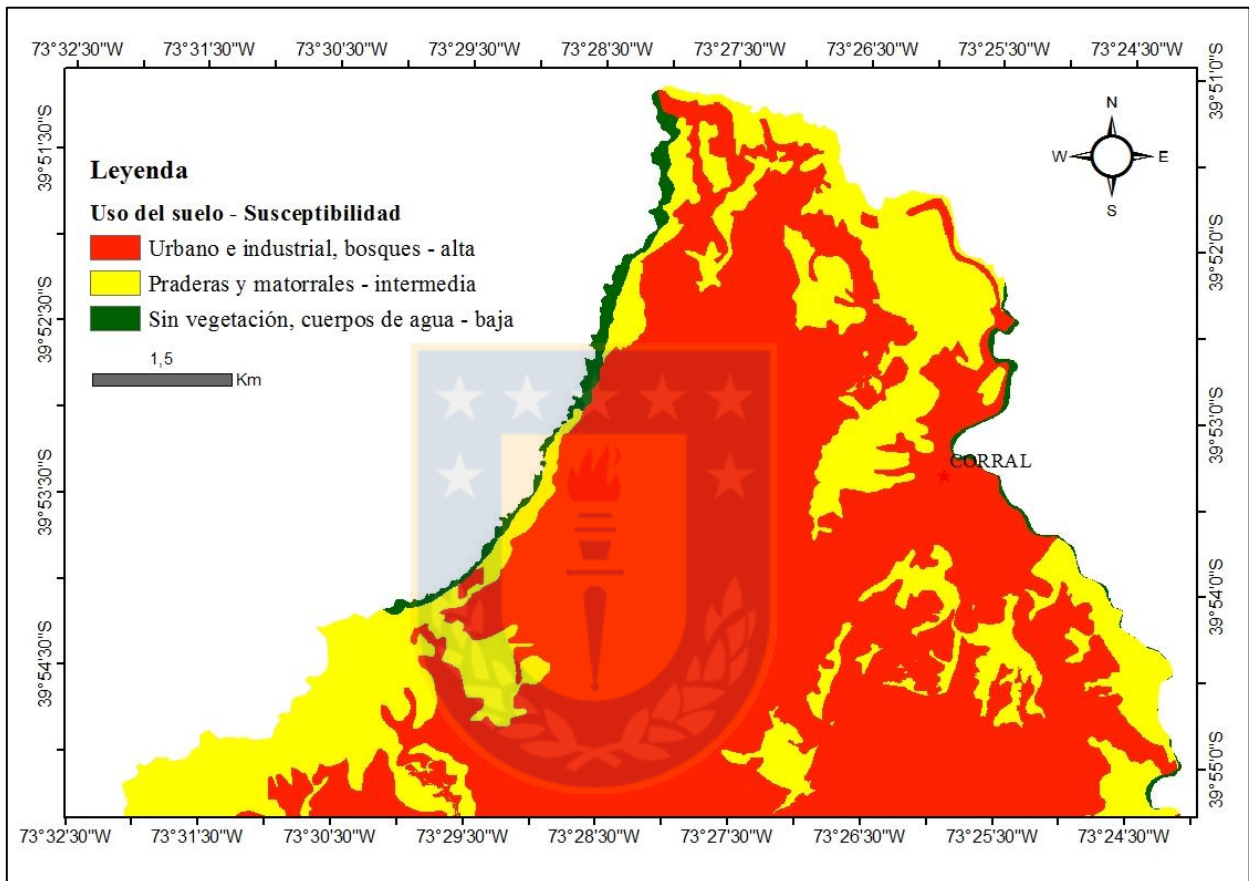 73°32'30"W 73°31'30"W 73°30'30"W 73°29'30"W 73°28'30"W 73°27'30"W 73°26'30"W 73°25'30"W 73°24'30"W
39°51'0"S
39°51'30"S
N
W E
S
Leyenda
Uso del suelo - Susceptibilidad
Urbano e industrial, bosques - alta
Praderas y matorrales - intermedia
Sin vegetación, cuerpos de agua - baja
39°52'0"S
39°52'30"S
1,5
Km
39°53'0"S
CORRAL
39°53'30"S
39°54'0"S
39°54'30"S
39°55'0"S
73°32'30"W 73°31'30"W 73°30'30"W 73°29'30"W 73°28'30"W 73°27'30"W 73°26'30"W 73°25'30"W 73°24'30"W